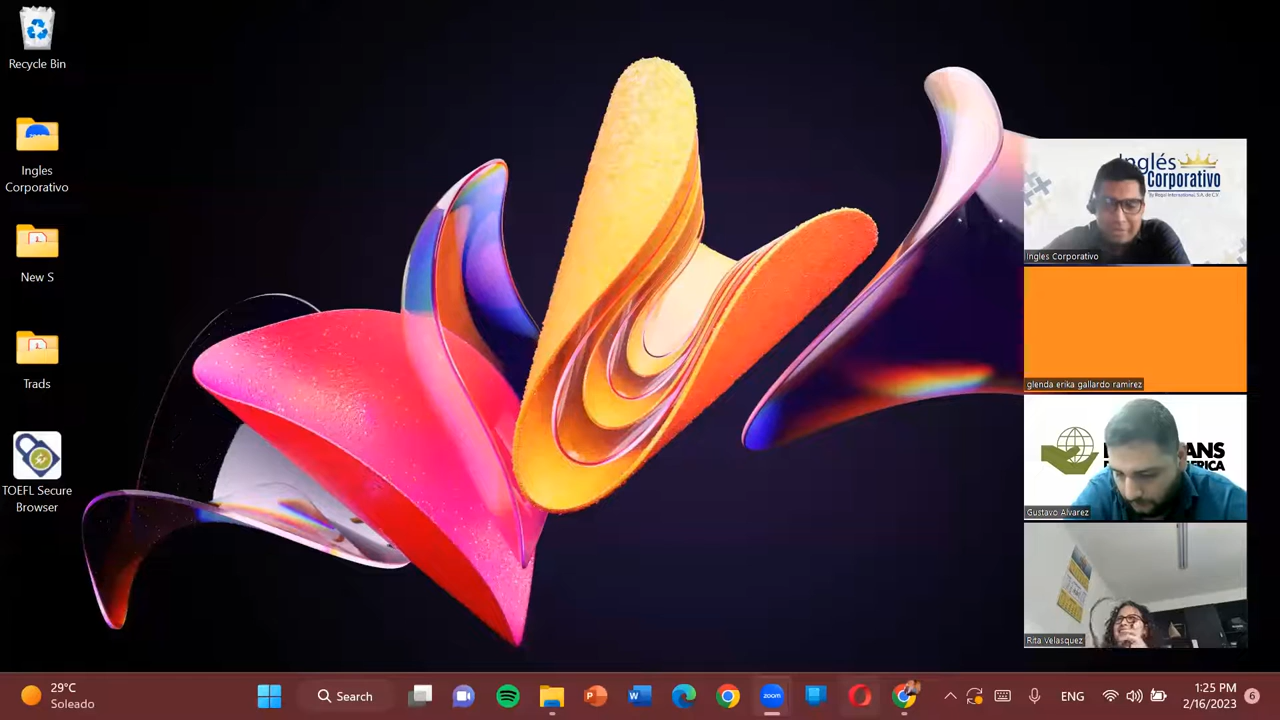 Recycle Bin
Ingles
Corporativo
New S
Trads
TOEFL Secure
Browser
Inglés
Corporativo
Ingles Corporativo
glenda erika gallardo ramirez
ANS
Gustavo Alvarez
Rita Velasquez
29°C
Soleado
Search
ENG
1:25 PM
2/16/2023
6